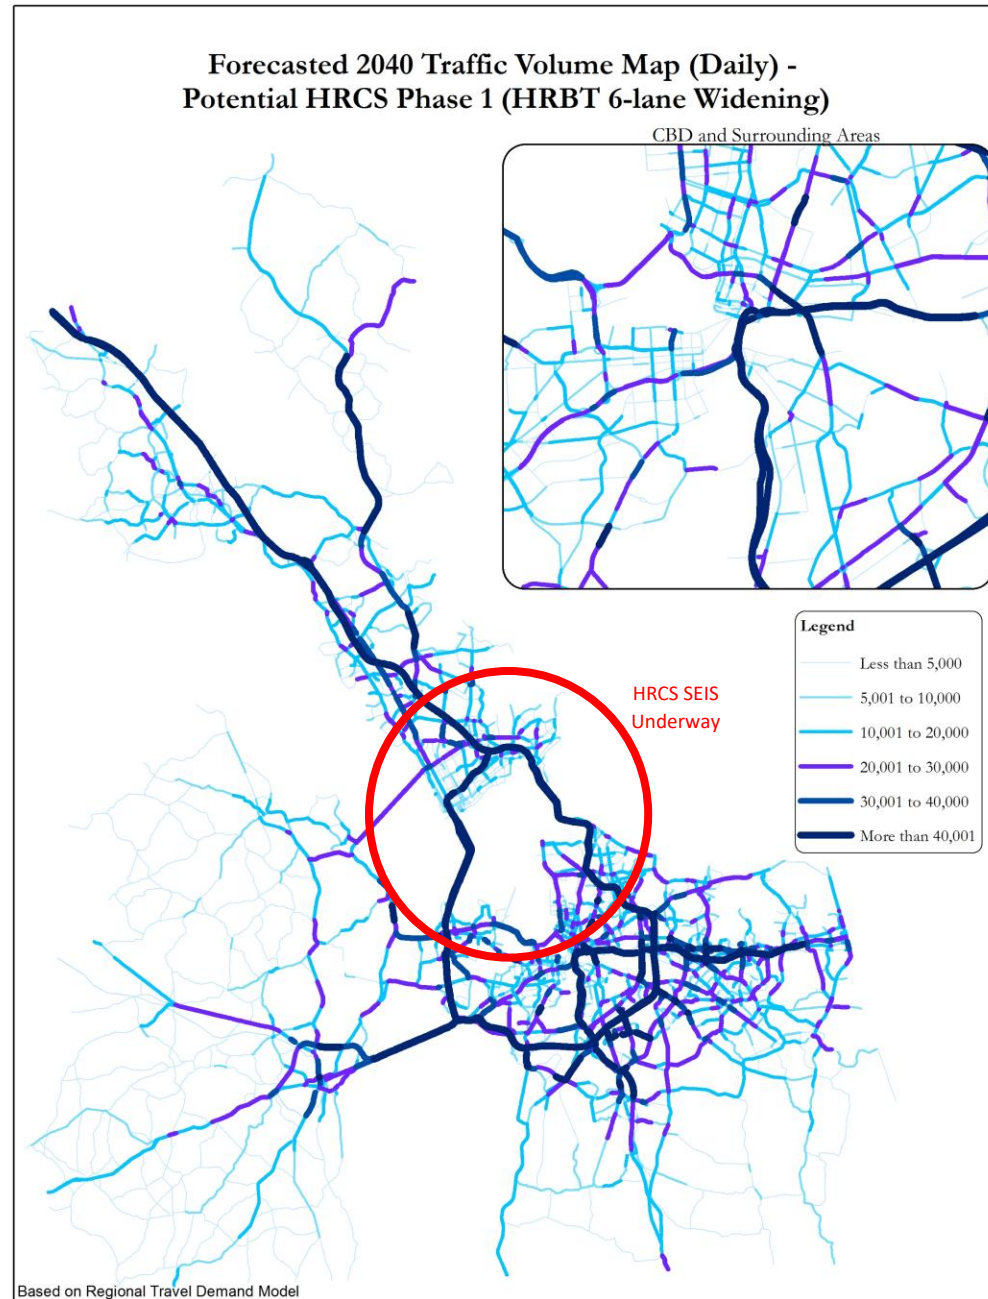 Forecasted 2040 Traffic Volume Map (Daily) -
Potential HRCS Phase 1 (HRBT 6-lane Widening)
CBD and Surrounding Areas
Legend
Less than 5,000
5,001 to 10,000
10,001 to 20,000
20,001 to 30,000
30,001 to 40,000
More than 40,001
HRCS SEIS
Underway
Based on Regional Travel Demand Model